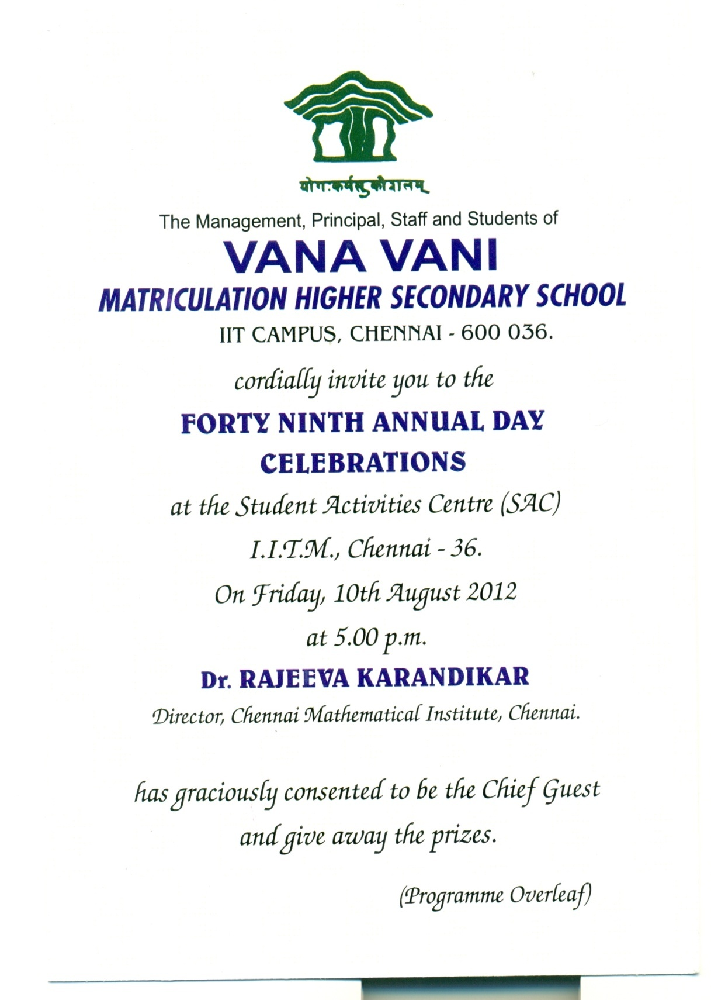 योगःकर्मसुकौशलम्
The Management, Principal, Staff and Students of
VANA VANI
MATRICULATION HIGHER SECONDARY SCHOOL
IIT CAMPUS, CHENNAI - 600 036.
cordially invite you to the
FORTY NINTH ANNUAL DAY
CELEBRATIONS
at the Student Activities Centre (SAC)
I.I.T.M., Chennai - 36.
On Friday, 10th August 2012
at 5.00 p.m.
Dr. RAJEEVA KARANDIKAR
Director, Chennai Mathematical Institute, Chennai.
has graciously consented to be the Chief Guest
and give away the prizes.
(Programme Overleaf)